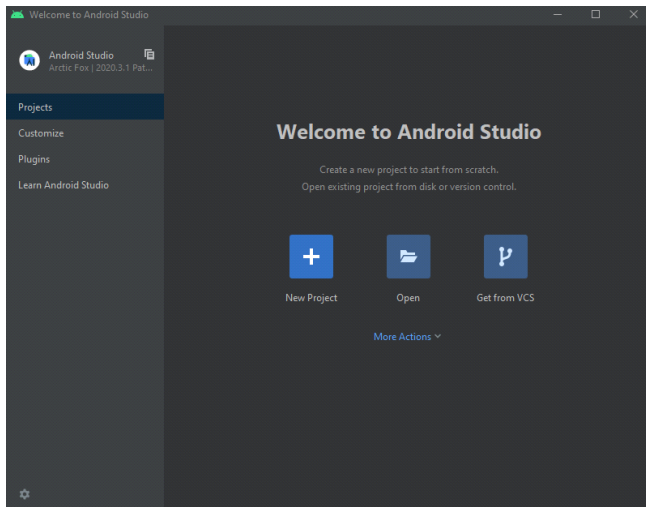 Welcome to Android Studio
Android Studio
Arctic Fox | 2020.3.1 Pat...
Projects
Customize
Plugins
Learn Android Studio
Welcome to Android Studio
Create a new project to start from scratch.
Open existing project from disk or version control.
New Project
Open
Get from VCS
More Actions